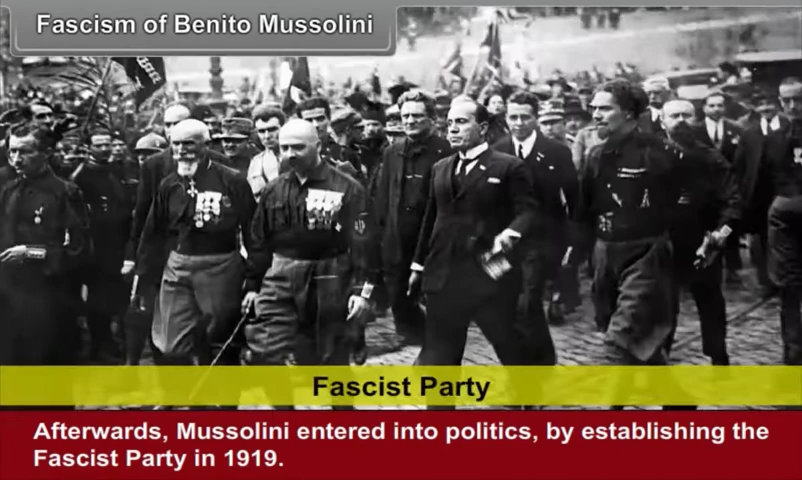 Fascism of Benito Mussolini
Fascist Party
Afterwards, Mussolini entered into politics, by establishing the
Fascist Party in 1919.